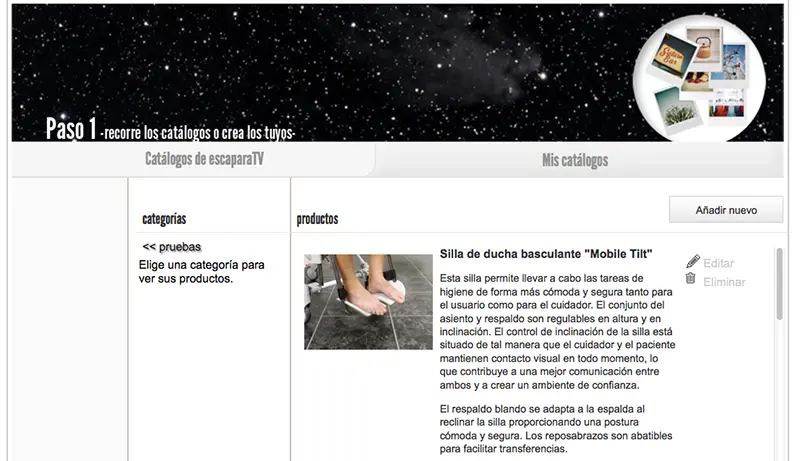 Paso 1 -recorre los catálogos o crea los tuyos-
Catálogos de escaparaTV
Mis catálogos
Añadir nuevo
categorías
productos
<< pruebas
Elige una categoría para
ver sus productos.
Silla de ducha basculante "Mobile Tilt"
Editar
Eliminar
Esta silla permite llevar a cabo las tareas de
higiene de forma más cómoda y segura tanto para
el usuario como para el cuidador. El conjunto del
asiento y respaldo son regulables en altura y en
inclinación. El control de inclinación de la silla está
situado de tal manera que el cuidador y el paciente
mantienen contacto visual en todo momento, lo
que contribuye a una mejor comunicación entre
ambos y a crear un ambiente de confianza.
El respaldo blando se adapta a la espalda al
reclinar la silla proporcionando una postura
cómoda y segura. Los reposabrazos son abatibles
para facilitar transferencias.